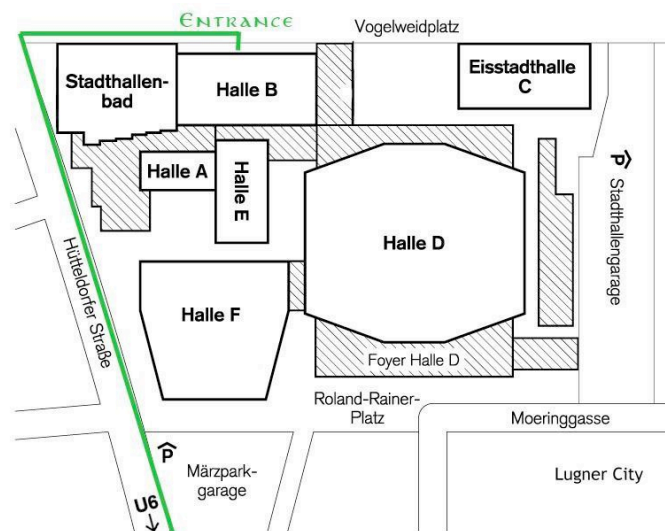 ENTRANCE
Vogelweidplatz
Stadthallen-
bad
Halle B
Eisstadthalle
C
Halle A
Halle E
Halle D
P
Stadthallengarage
Hütteldorfer Straße
Halle F
Foyer Halle D
Roland-Rainer-
Platz
Moeringgasse
P
Märzpark-
garage
Lugner City
U6